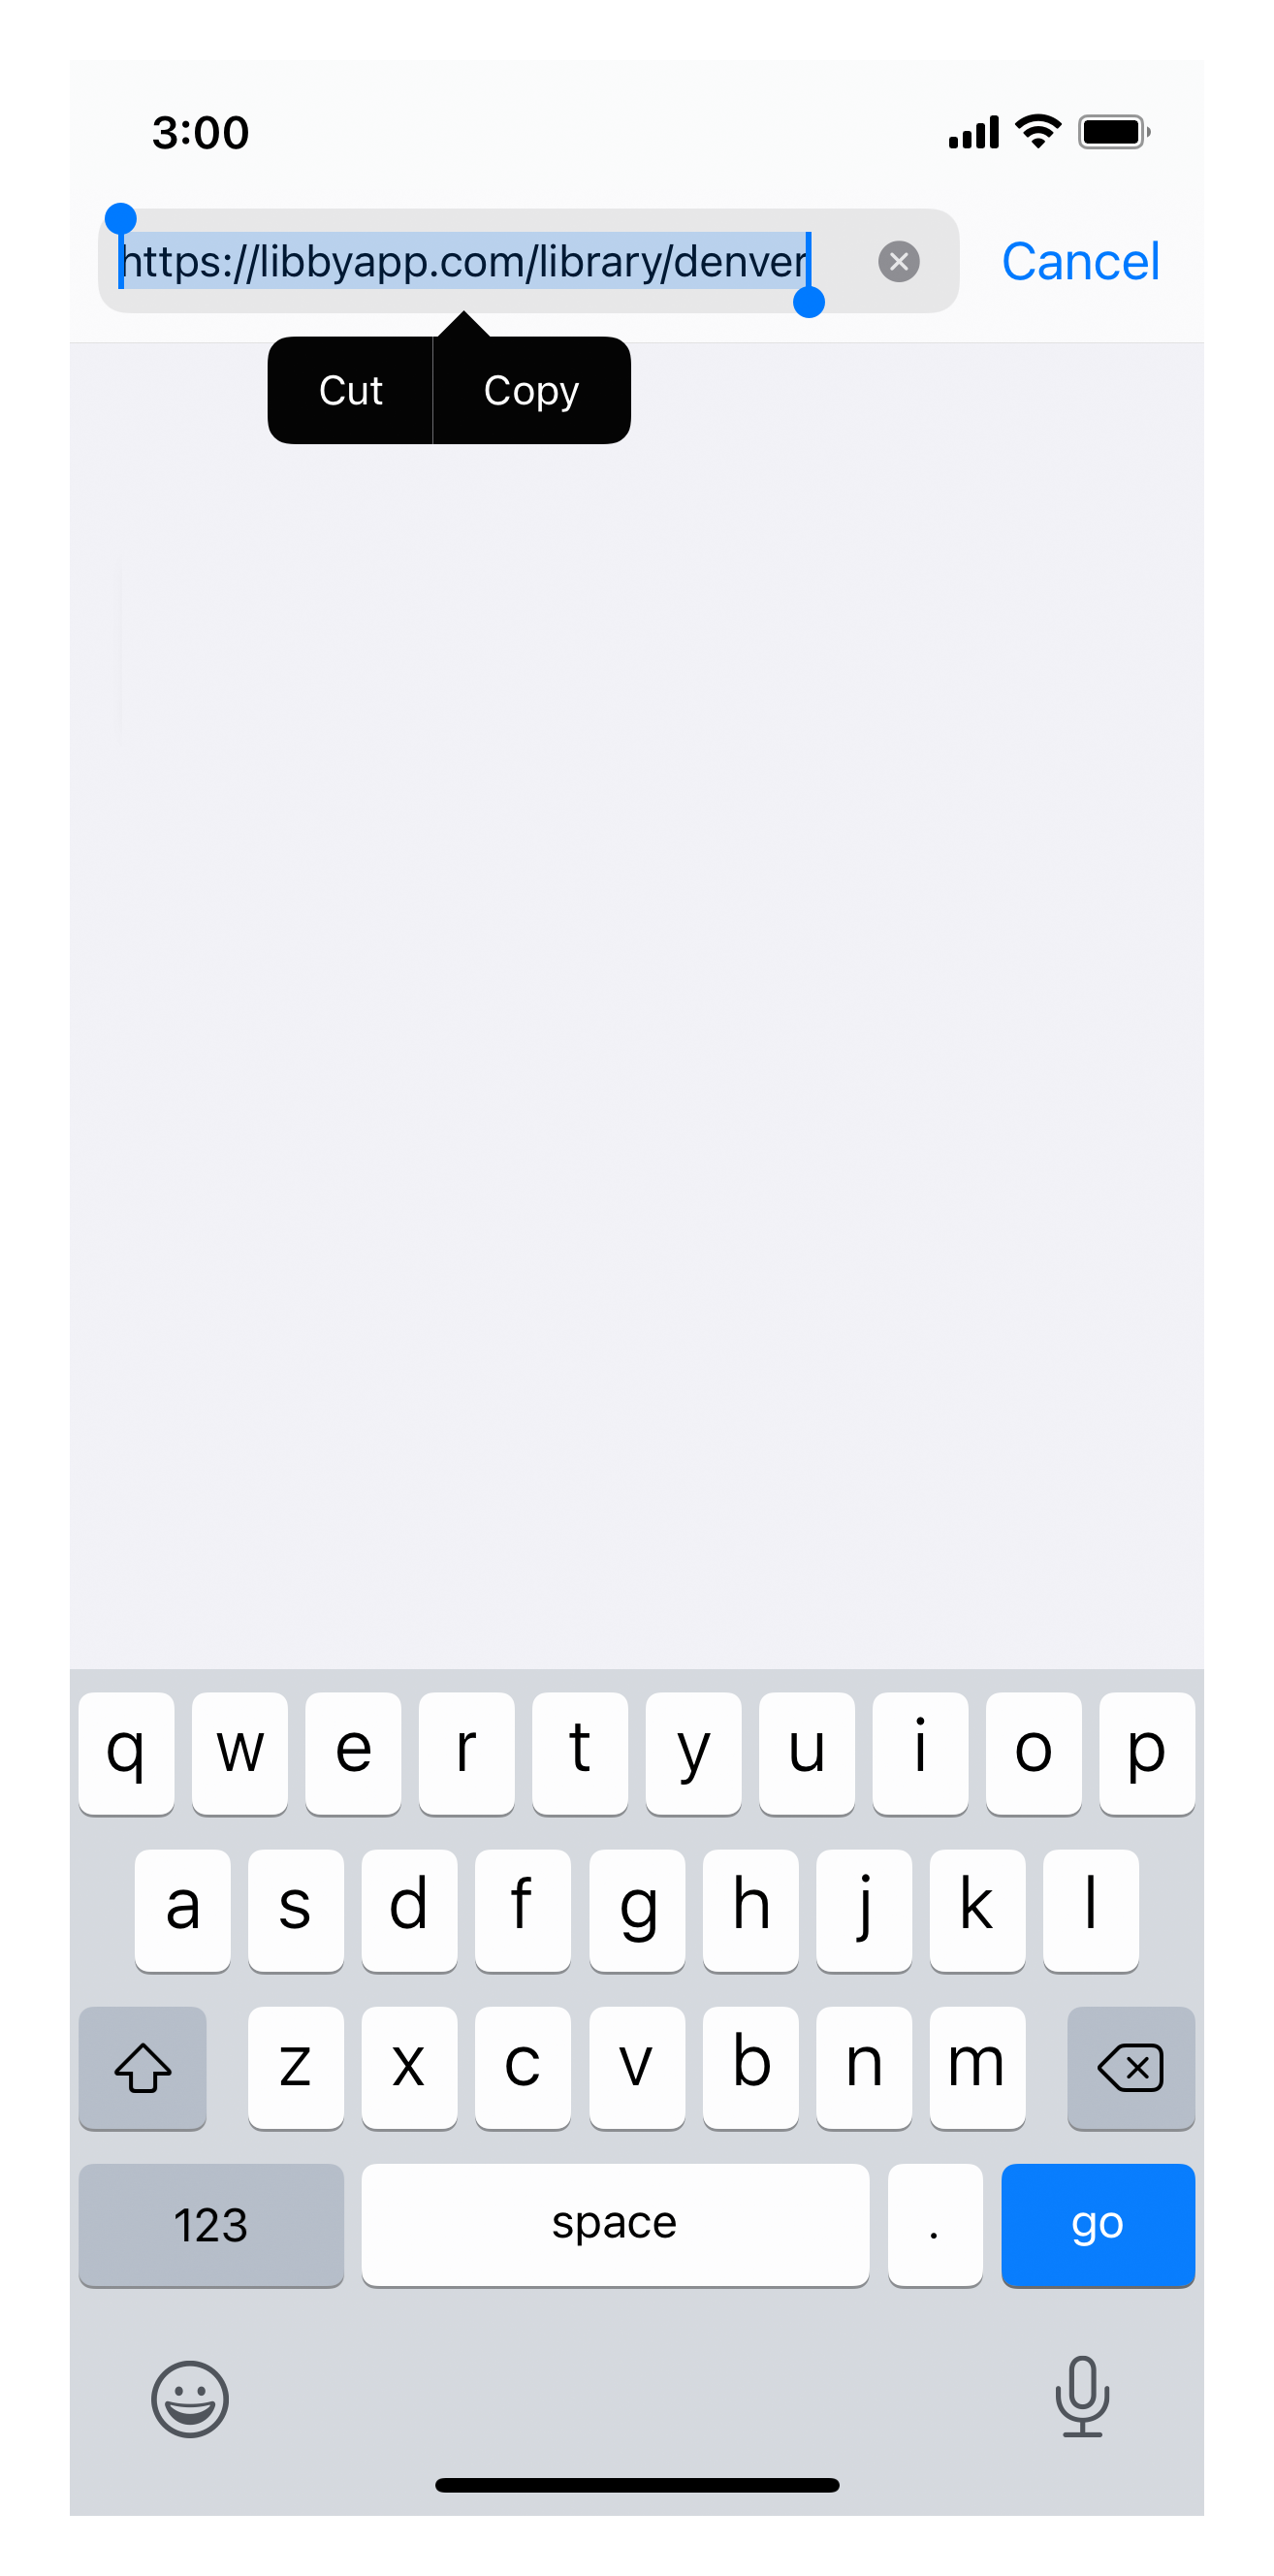 3:00
https://libbyapp.com/library/denver
Cancel
Cut Copy
q w e r t y u i o p
a s d f g h j k l
z x c v b n m
123 space . go